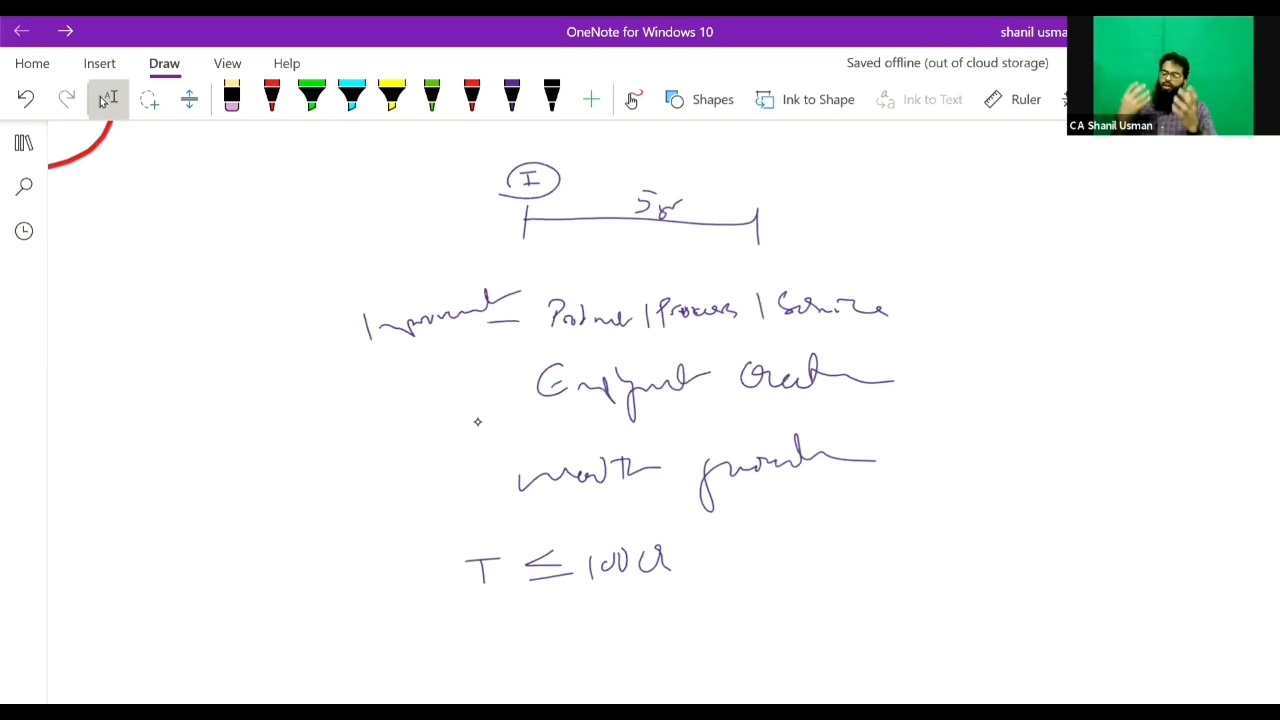 OneNote for Windows 10
shanil usma
Home Insert Draw View Help
Saved offline (out of cloud storage)
Shapes Ink to Shape Ink to Text Ruler
CA Shanil Usman
I
5yr
Improvement – Product / Process / Service
Employment Creation
wealth growth
T ≤ 100 Cr